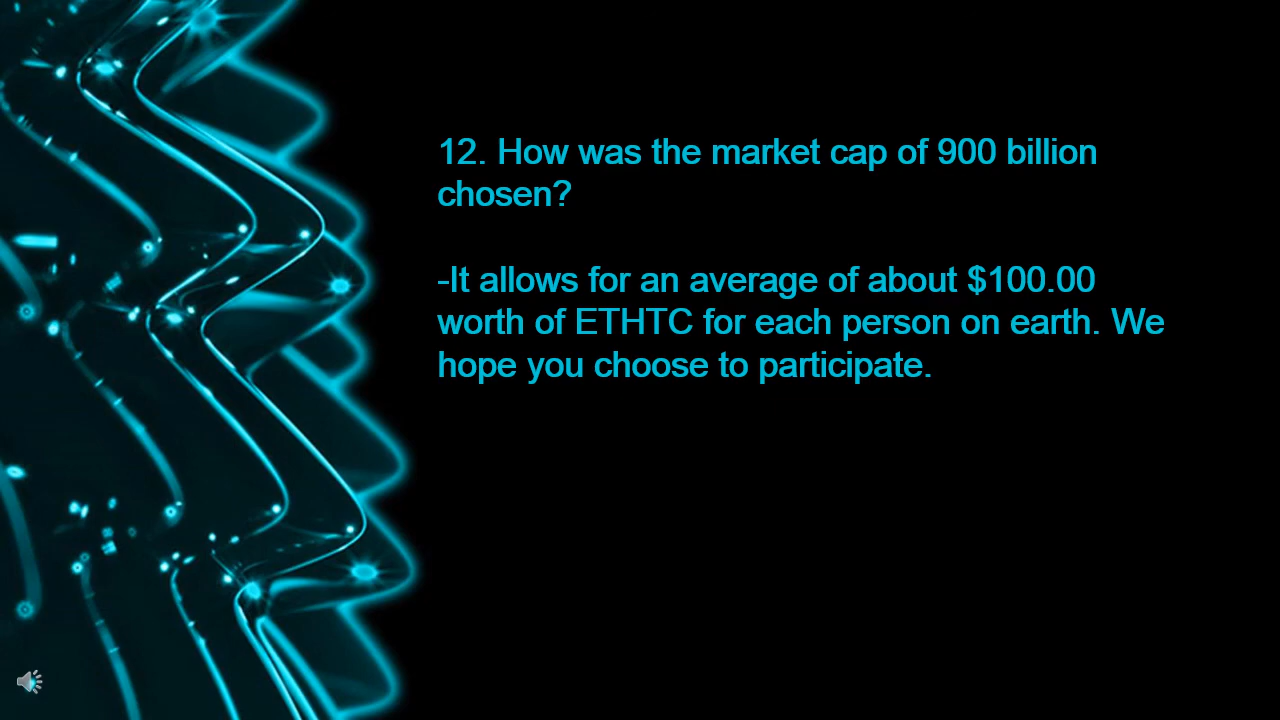 12. How was the market cap of 900 billion
chosen?
-It allows for an average of about $100.00
worth of ETHTC for each person on earth. We
hope you choose to participate.